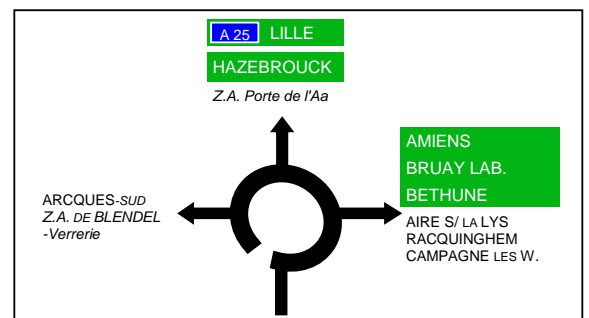 A 25 LILLE
HAZEBROUCK
Z.A. Porte de l'Aa
AMIENS
BRUAY LAB.
BETHUNE
AIRE S/ LA LYS
RACQUINGHEM
CAMPAGNE LES W.
ARCQUES-SUD
Z.A. DE BLENDEL
-Verrerie